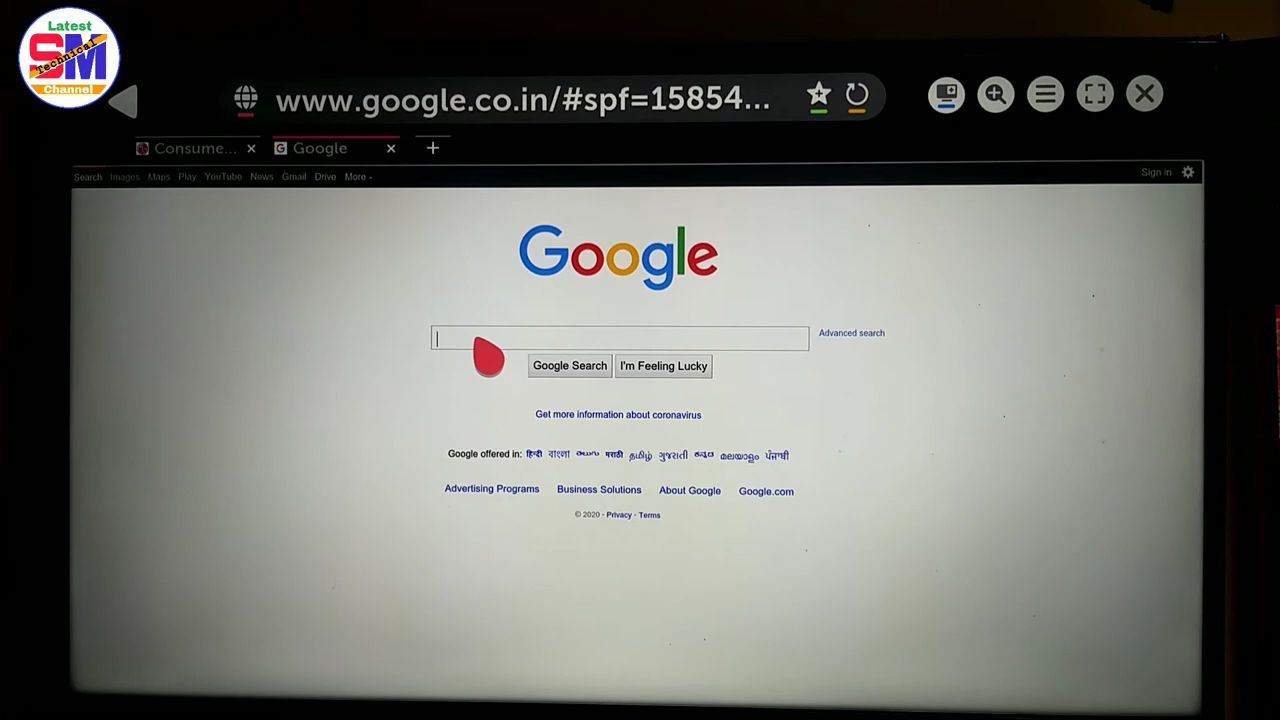 Latest
SM
Technical
Channel
www.google.co.in/#spf=15854...
Consume... × Google × +
Search Images Maps Play YouTube News Gmail Drive More
Sign in
Google
Advanced search
Google Search I'm Feeling Lucky
Get more information about coronavirus
Google offered in: हिन्दी বাংলা తెలుగు मराठी தமிழ் ગુજરાતી ಕನ್ನಡ മലയാളം ਪੰਜਾਬੀ
Advertising Programs Business Solutions About Google Google.com
© 2020 - Privacy - Terms